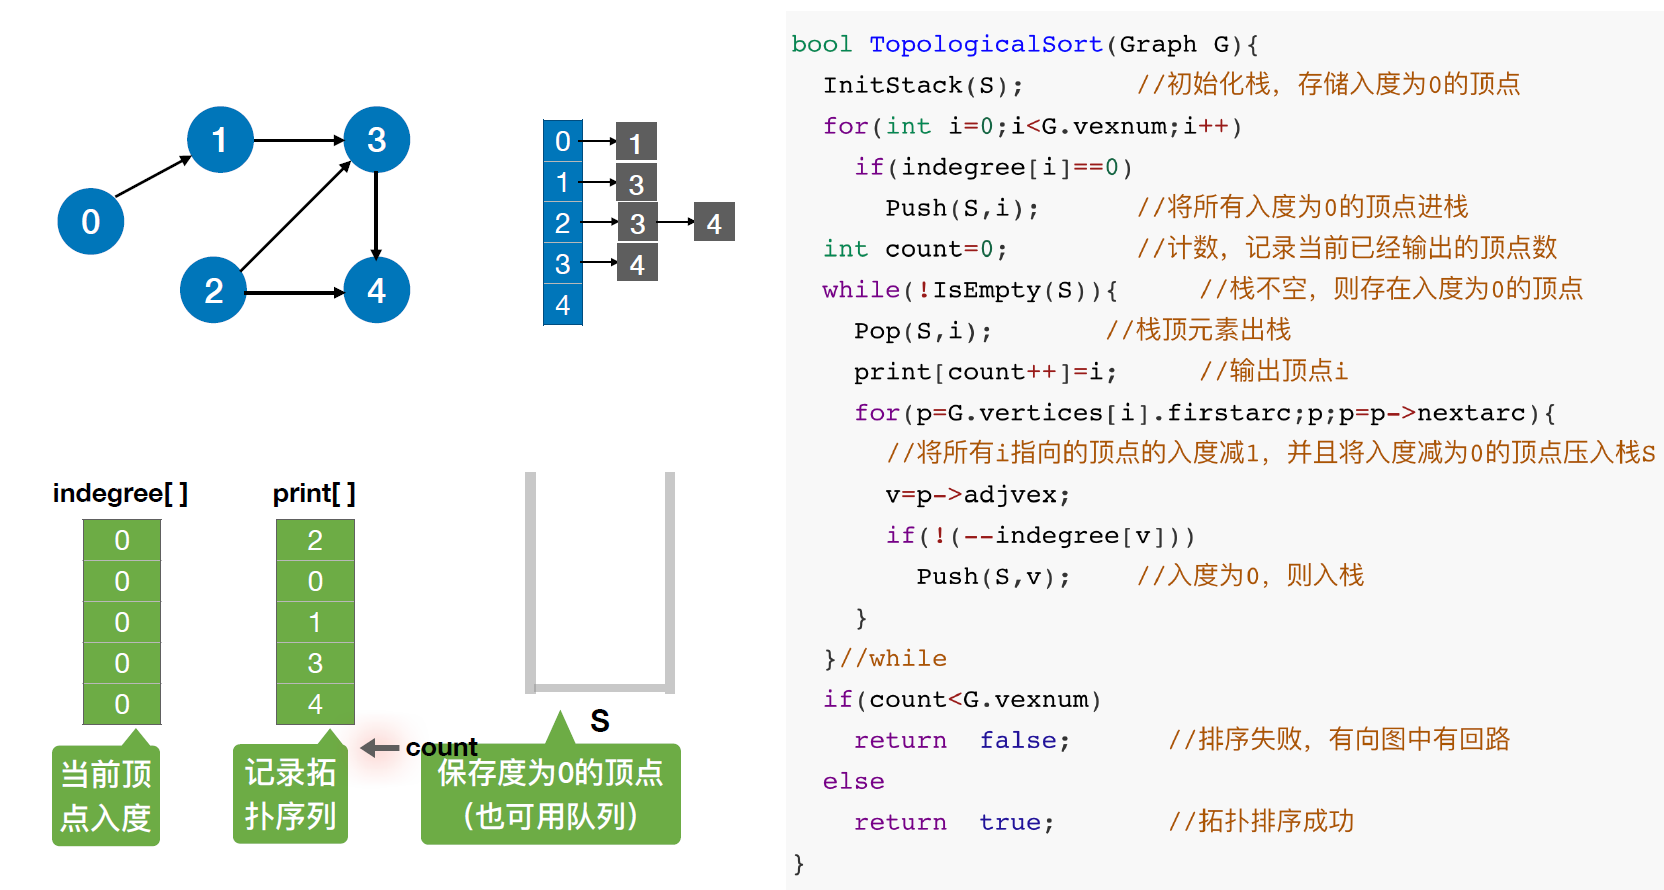 1
3
0
2
4
0
1
1
3
2
3
4
3
4
4
indegree[ ]
0
0
0
0
0
当前顶
点入度
print[ ]
2
0
1
3
4
count
记录拓
扑序列
S
保存度为0的顶点
（也可用队列）
bool TopologicalSort(Graph G){
InitStack(S); //初始化栈，存储入度为0的顶点
for(int i=0;i<G.vexnum;i++)
if(indegree[i]==0)
Push(S,i); //将所有入度为0的顶点进栈
int count=0; //计数，记录当前已经输出的顶点数
while(!IsEmpty(S)){ //栈不空，则存在入度为0的顶点
Pop(S,i); //栈顶元素出栈
print[count++]=i; //输出顶点i
for(p=G.vertices[i].firstarc;p;p=p->nextarc){
//将所有i指向的顶点的入度减1，并且将入度减为0的顶点压入栈S
v=p->adjvex;
if(!(--indegree[v]))
Push(S,v); //入度为0，则入栈
}
}//while
if(count<G.vexnum)
return false; //排序失败，有向图中有回路
else
return true; //拓扑排序成功
}